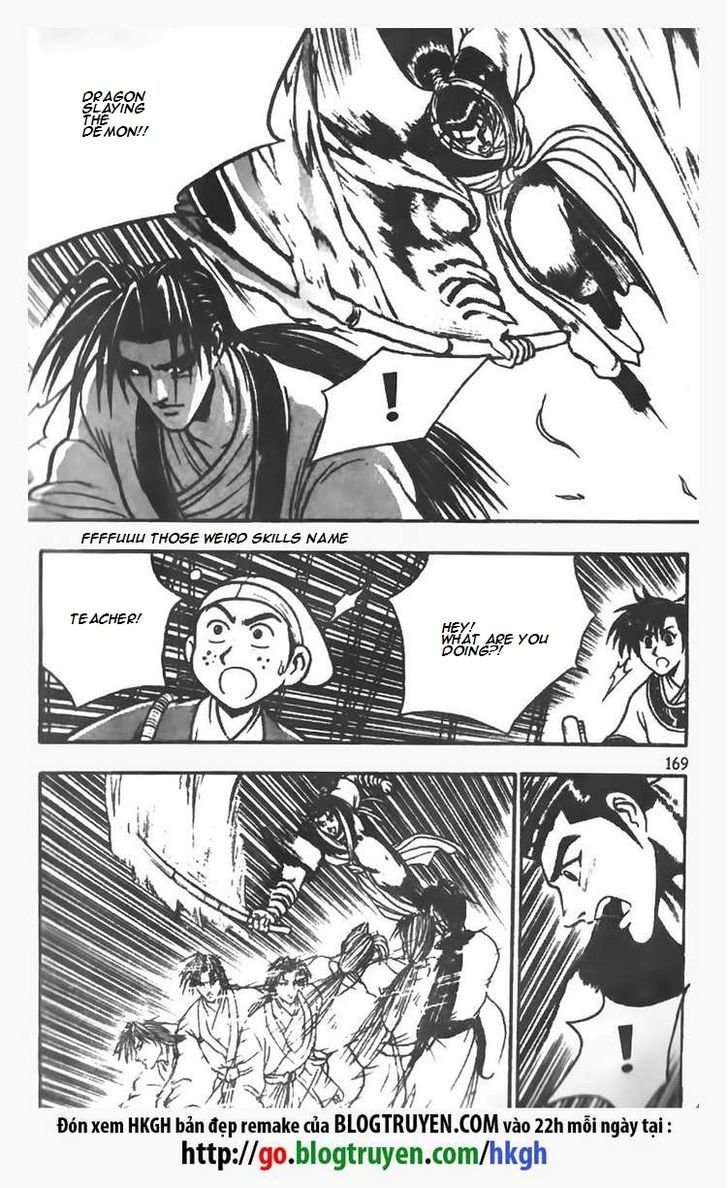 DRAGON
SLAYING
THE
DEMON!!
!
FFFFUUU THOSE WEIRD SKILLS NAME
TEACHER!
HEY!
WHAT ARE YOU
DOING?!
169
!
Đón xem HKGH bản đẹp remake của BLOGTRUYEN.COM vào 22h mỗi ngày tại :
http://go.blogtruyen.com/hkgh